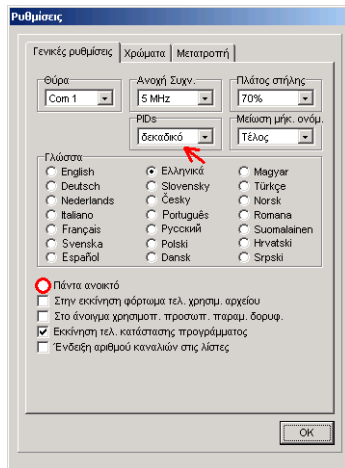 Ρυθμίσεις
Γενικές ρυθμίσεις Χρώματα Μετατροπή
Θύρα Ανοχή Συχν. Πλάτος στήλης
Com 1 5 MHz 70%
PIDs Μείωση μήκ. ονόμ.
δεκαδικό Τέλος
Γλώσσα
English Ελληνικά Magyar
Deutsch Slovensky Türkçe
Nederlands Česky Norsk
Italiano Português Romana
Français Русский Suomalainen
Svenska Polski Hrvatski
Español Dansk Srpski
Πάντα ανοικτό
Στην εκκίνηση φόρτωμα τελ. χρησιμ. αρχείου
Στο άνοιγμα χρησιμοπ. προσωπ. παραμ. δορυφ.
Εκκίνηση τελ. κατάστασης προγράμματος
Ένδειξη αριθμού καναλιών στις λίστες
OK